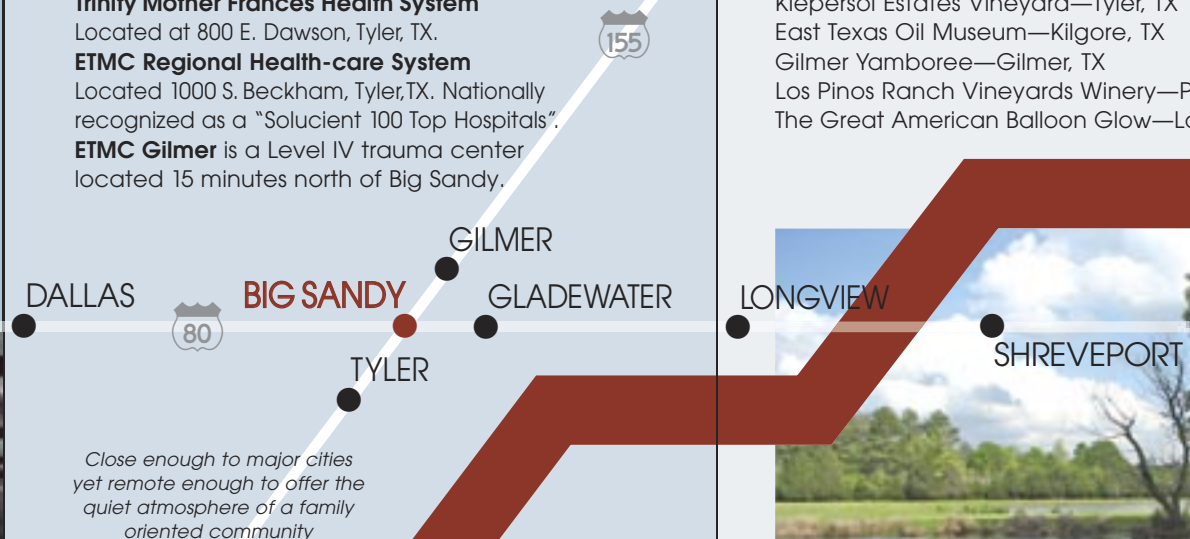 Trinity Mother Frances Health System
Located at 800 E. Dawson, Tyler, TX.
ETMC Regional Health-care System
Located 1000 S. Beckham, Tyler,TX. Nationally
recognized as a “Solucient 100 Top Hospitals”.
ETMC Gilmer is a Level IV trauma center
located 15 minutes north of Big Sandy.
155
Kiepersol Estates Vineyard—Tyler, TX
East Texas Oil Museum—Kilgore, TX
Gilmer Yamboree—Gilmer, TX
Los Pinos Ranch Vineyards Winery—P
The Great American Balloon Glow—Lo
GILMER
DALLAS
BIG SANDY
GLADEWATER
LONGVIEW
80
SHREVEPORT
TYLER
Close enough to major cities
yet remote enough to offer the
quiet atmosphere of a family
oriented community